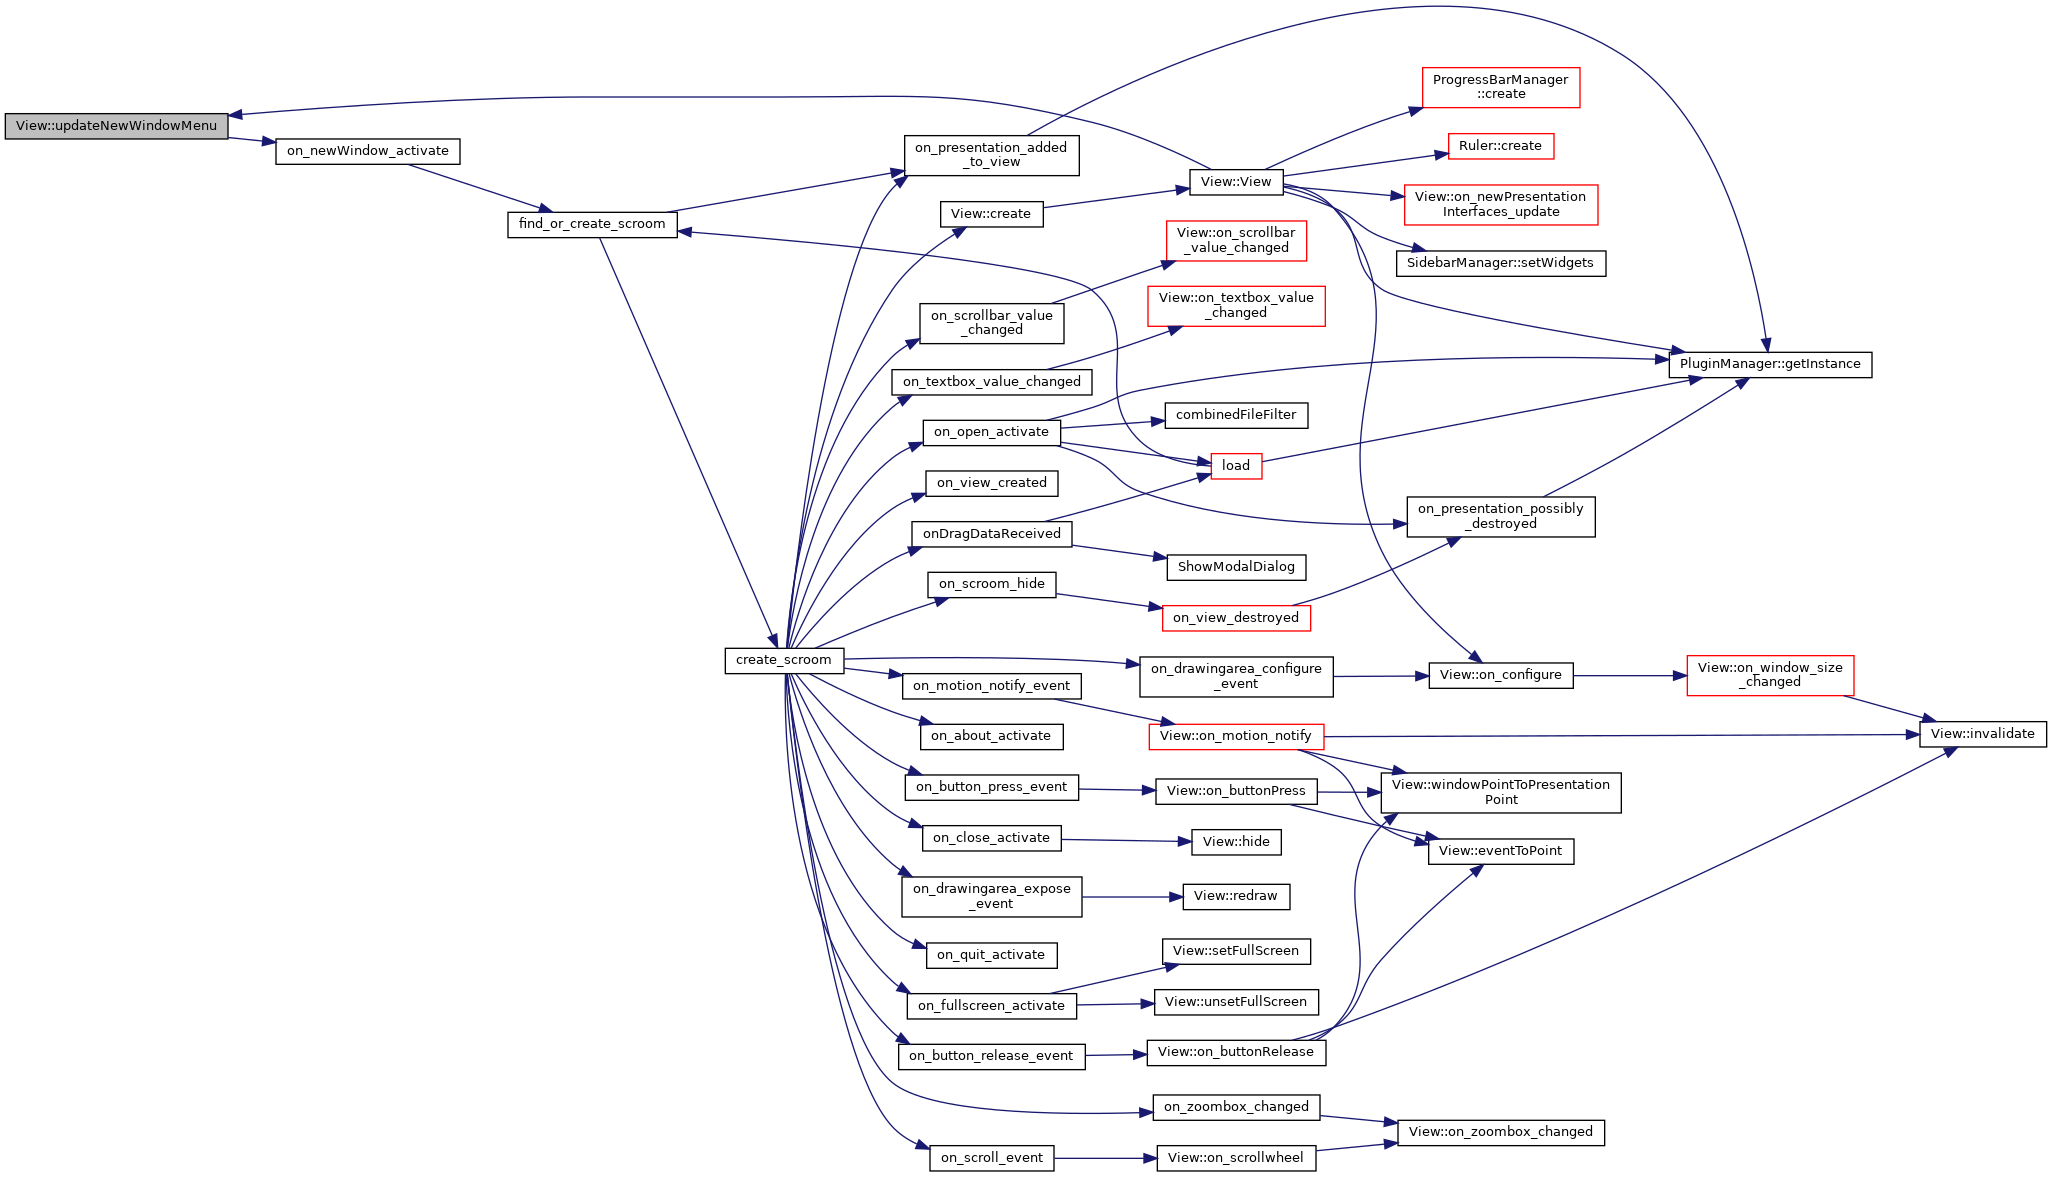 View::updateNewWindowMenu
on_newWindow_activate
find_or_create_scroom
create_scroom
on_presentation_added
_to_view
View::create
on_scrollbar_value
_changed
on_textbox_value_changed
on_open_activate
on_view_created
onDragDataReceived
on_scroom_hide
on_motion_notify_event
on_about_activate
on_button_press_event
on_close_activate
on_drawingarea_expose
_event
on_quit_activate
on_fullscreen_activate
on_button_release_event
on_scroll_event
View::View
View::on_scrollbar
_value_changed
View::on_textbox_value
_changed
combinedFileFilter
load
ShowModalDialog
on_view_destroyed
on_drawingarea_configure
_event
View::on_motion_notify
View::on_buttonPress
View::hide
View::redraw
View::setFullScreen
View::unsetFullScreen
View::on_buttonRelease
on_zoombox_changed
View::on_scrollwheel
ProgressBarManager
::create
Ruler::create
View::on_newPresentation
Interfaces_update
SidebarManager::setWidgets
on_presentation_possibly
_destroyed
View::on_configure
View::windowPointToPresentation
Point
View::eventToPoint
View::on_zoombox_changed
PluginManager::getInstance
View::on_window_size
_changed
View::invalidate